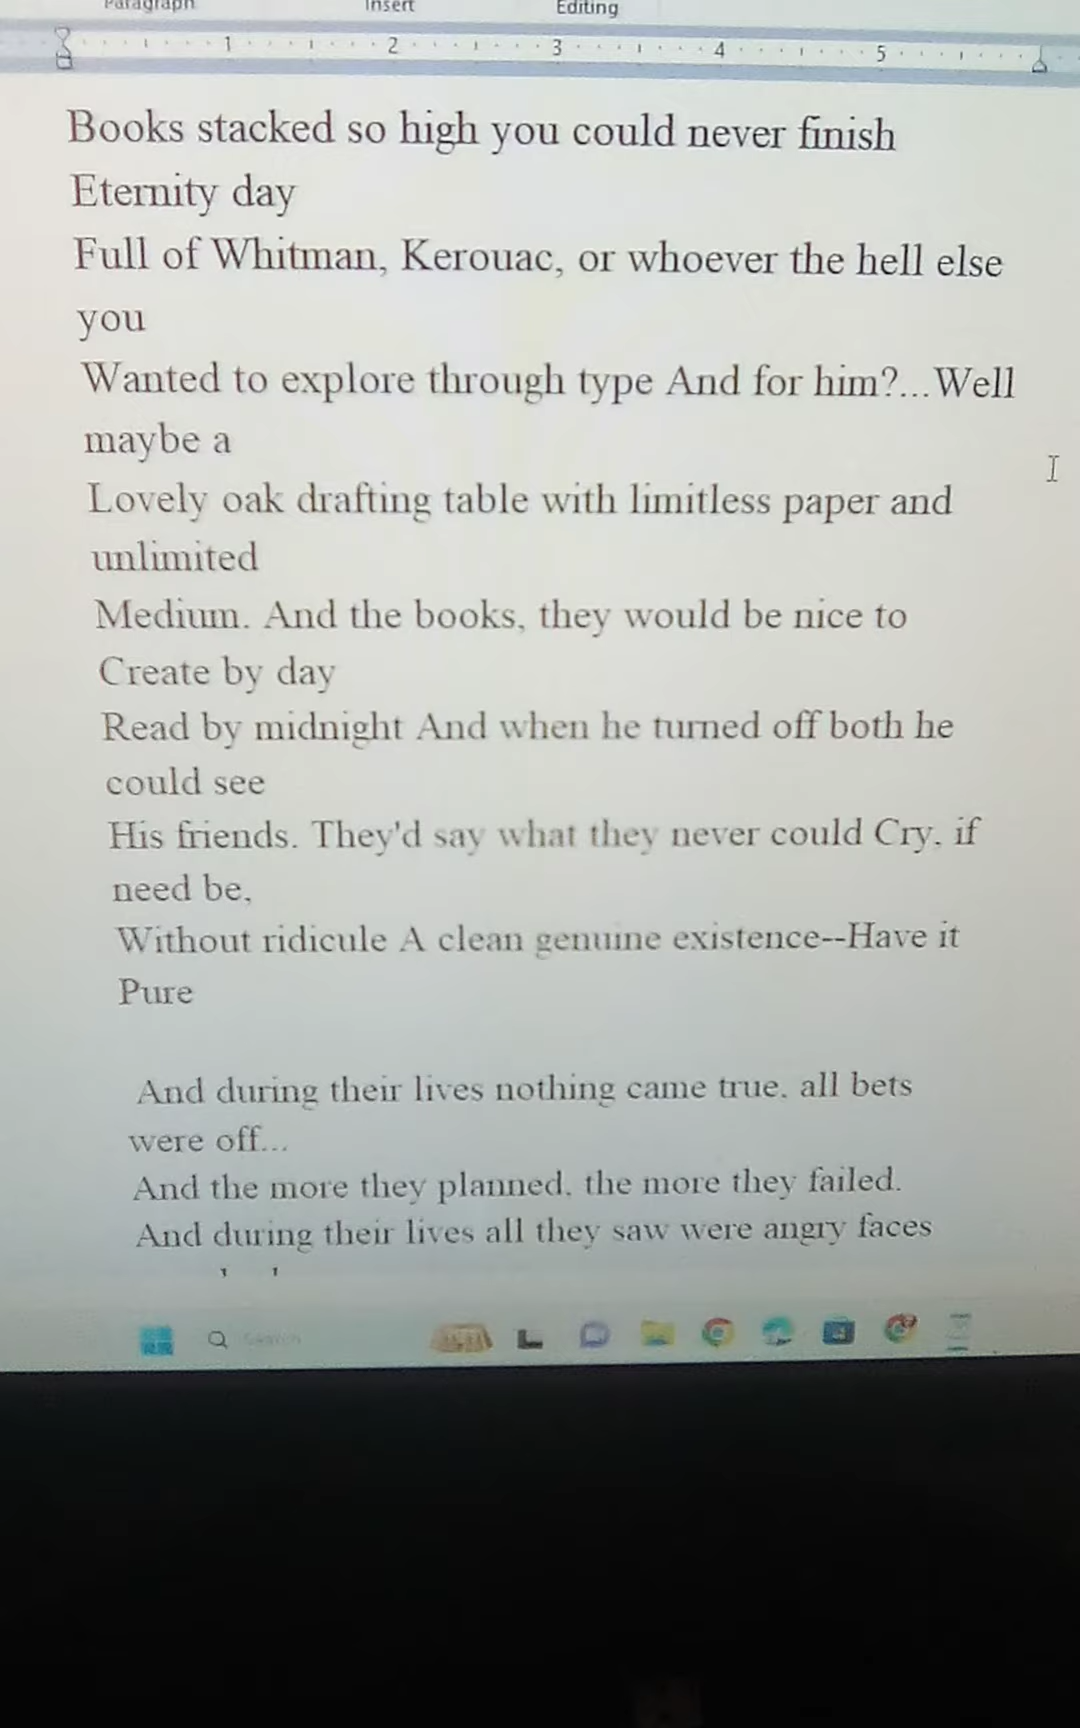 Paragraph Insert Editing
1 2 3 4 5
Books stacked so high you could never finish
Eternity day
Full of Whitman, Kerouac, or whoever the hell else
you
Wanted to explore through type And for him?...Well
maybe a
Lovely oak drafting table with limitless paper and
unlimited
Medium. And the books, they would be nice to
Create by day
Read by midnight And when he turned off both he
could see
His friends. They'd say what they never could Cry, if
need be,
Without ridicule A clean genuine existence--Have it
Pure
And during their lives nothing came true, all bets
were off...
And the more they planned, the more they failed.
And during their lives all they saw were angry faces
Search